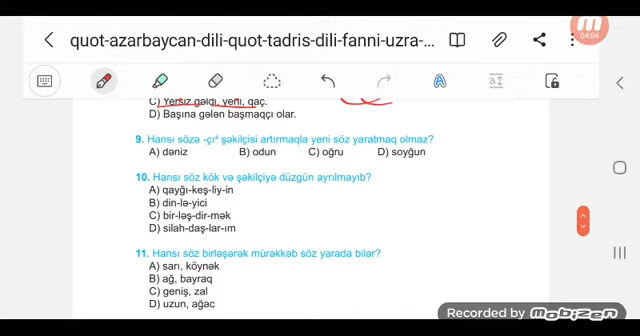 04:04
quot-azarbaycan-dili-quot-tadris-dili-fanni-uzra-...
C) Yersiz gəldi, yerli, qaç.
D) Başına gələn başmaqçı olar.
9. Hansı sözə -çı⁴ şəkilçisi artırmaqla yeni söz yaratmaq olmaz?
A) dəniz B) odun C) oğru D) soyğun
10. Hansı söz kök və şəkilçiyə düzgün ayrılmayıb?
A) qayğı-keş-liy-in
B) din-lə-yici
C) bir-ləş-dir-mək
D) silah-daş-lar-ım
11. Hansı söz birləşərək mürəkkəb söz yarada bilər?
A) sarı, köynək
B) ağ, bayraq
C) geniş, zal
D) uzun, ağac
Recorded by Mobizen